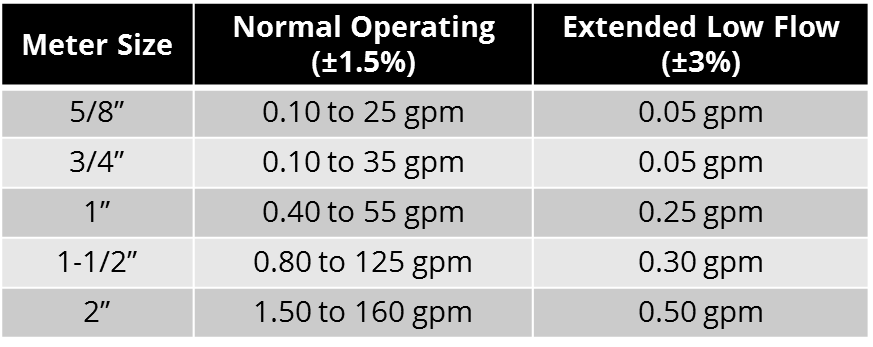 Meter Size Normal Operating (±1.5%) Extended Low Flow (±3%)
5/8” 0.10 to 25 gpm 0.05 gpm
3/4” 0.10 to 35 gpm 0.05 gpm
1” 0.40 to 55 gpm 0.25 gpm
1-1/2” 0.80 to 125 gpm 0.30 gpm
2” 1.50 to 160 gpm 0.50 gpm